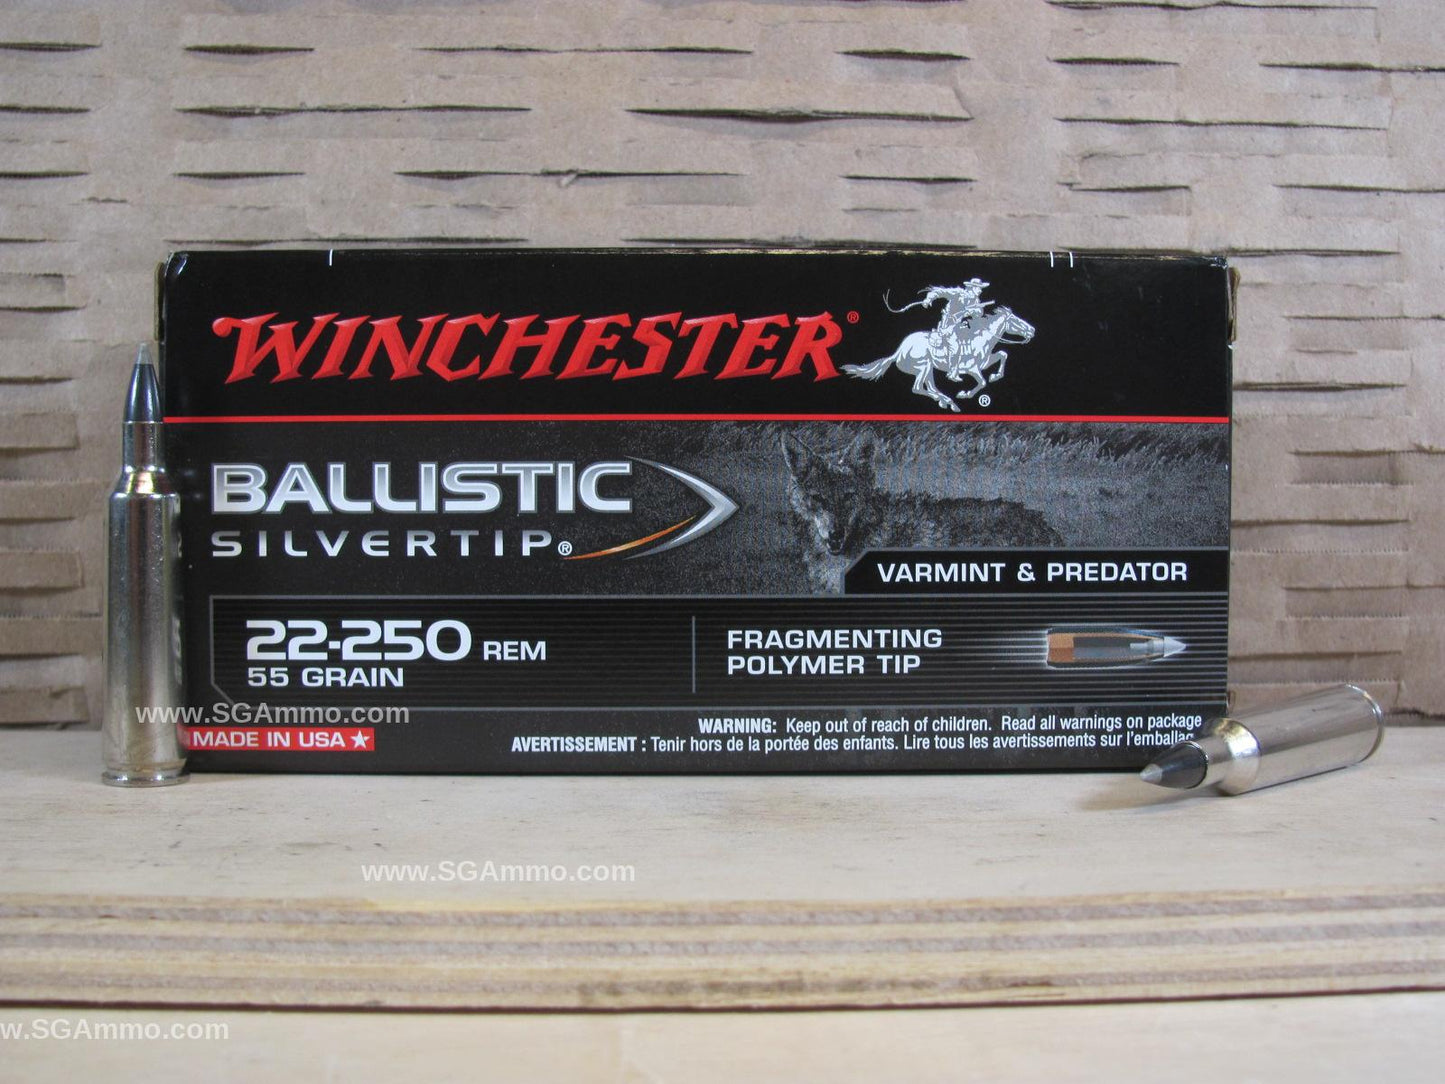 WINCHESTER®
®
BALLISTIC
SILVERTIP®
VARMINT & PREDATOR
22-250 REM
55 GRAIN
FRAGMENTING
POLYMER TIP
www.SGAmmo.com
MADE IN USA
WARNING: Keep out of reach of children. Read all warnings on package
AVERTISSEMENT : Tenir hors de la portée des enfants. Lire tous les avertissements sur l'emballag
www.SGAmmo.com
w.SGAmmo.com